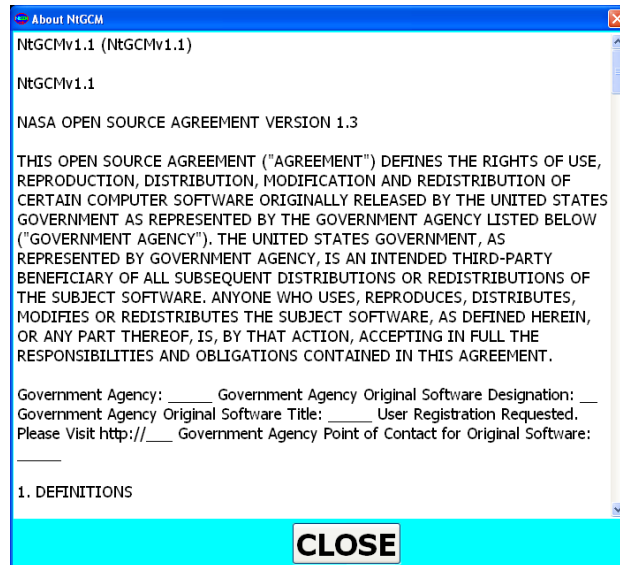 About NtGCM
NtGCMv1.1 (NtGCMv1.1)
NtGCMv1.1
NASA OPEN SOURCE AGREEMENT VERSION 1.3
THIS OPEN SOURCE AGREEMENT ("AGREEMENT") DEFINES THE RIGHTS OF USE,
REPRODUCTION, DISTRIBUTION, MODIFICATION AND REDISTRIBUTION OF
CERTAIN COMPUTER SOFTWARE ORIGINALLY RELEASED BY THE UNITED STATES
GOVERNMENT AS REPRESENTED BY THE GOVERNMENT AGENCY LISTED BELOW
("GOVERNMENT AGENCY"). THE UNITED STATES GOVERNMENT, AS
REPRESENTED BY GOVERNMENT AGENCY, IS AN INTENDED THIRD-PARTY
BENEFICIARY OF ALL SUBSEQUENT DISTRIBUTIONS OR REDISTRIBUTIONS OF
THE SUBJECT SOFTWARE. ANYONE WHO USES, REPRODUCES, DISTRIBUTES,
MODIFIES OR REDISTRIBUTES THE SUBJECT SOFTWARE, AS DEFINED HEREIN,
OR ANY PART THEREOF, IS, BY THAT ACTION, ACCEPTING IN FULL THE
RESPONSIBILITIES AND OBLIGATIONS CONTAINED IN THIS AGREEMENT.
Government Agency: _____ Government Agency Original Software Designation: __
Government Agency Original Software Title: _____ User Registration Requested.
Please Visit http://___ Government Agency Point of Contact for Original Software:
_____
1. DEFINITIONS
CLOSE